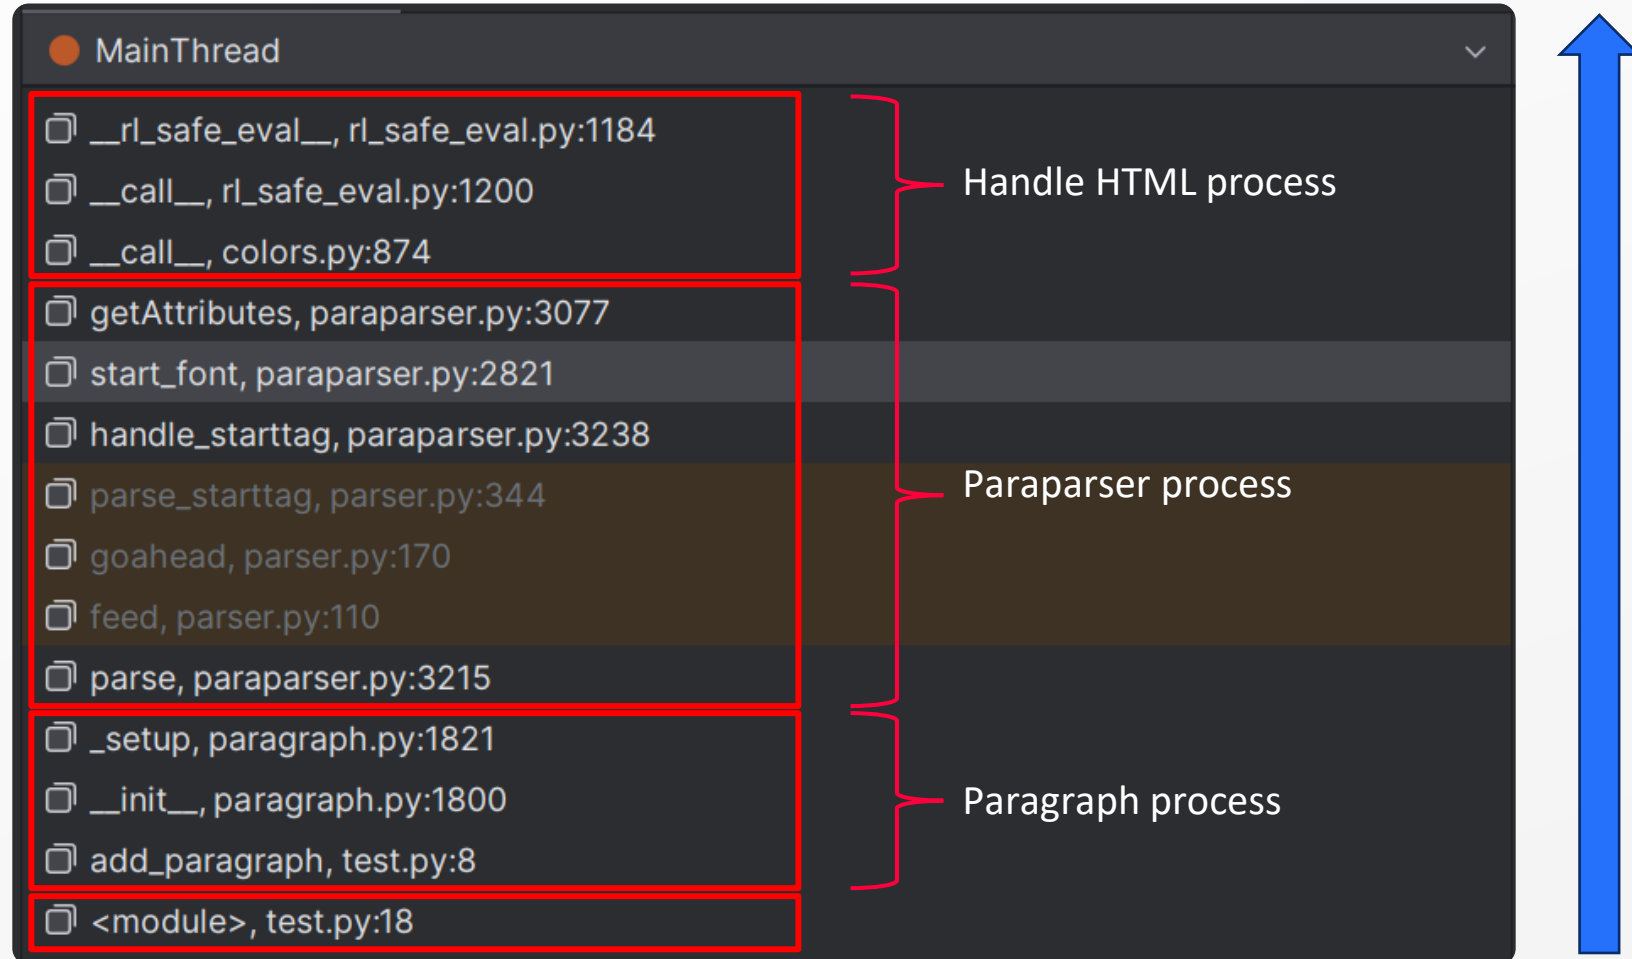 MainThread
__rl_safe_eval__, rl_safe_eval.py:1184
__call__, rl_safe_eval.py:1200
__call__, colors.py:874
Handle HTML process
getAttributes, paraparser.py:3077
start_font, paraparser.py:2821
handle_starttag, paraparser.py:3238
parse_starttag, parser.py:344
goahead, parser.py:170
feed, parser.py:110
parse, paraparser.py:3215
Paraparser process
_setup, paragraph.py:1821
__init__, paragraph.py:1800
add_paragraph, test.py:8
Paragraph process
<module>, test.py:18